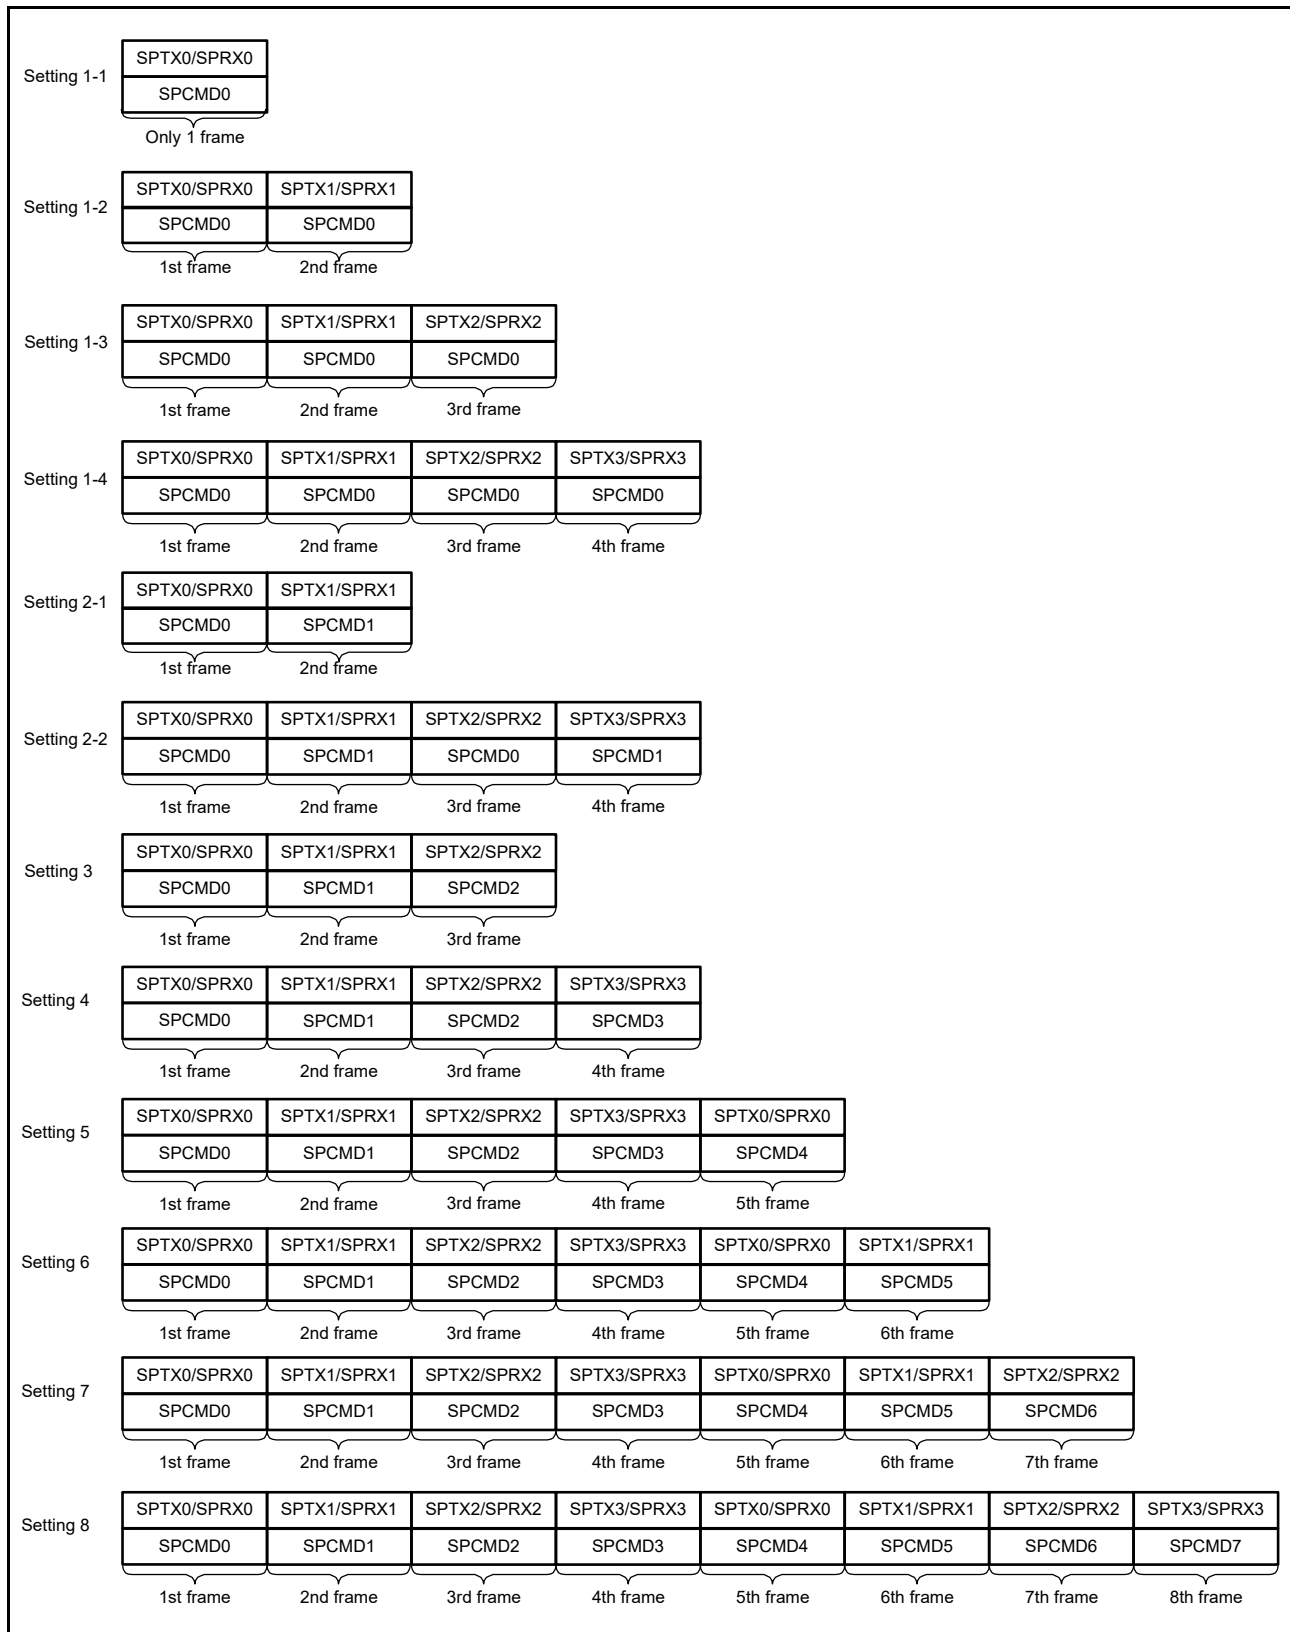 SPTX0/SPRX0
Setting 1-1
SPCMD0
Only 1 frame
SPTX0/SPRX0 SPTX1/SPRX1
Setting 1-2
SPCMD0 SPCMD0
1st frame 2nd frame
SPTX0/SPRX0 SPTX1/SPRX1 SPTX2/SPRX2
Setting 1-3
SPCMD0 SPCMD0 SPCMD0
1st frame 2nd frame 3rd frame
SPTX0/SPRX0 SPTX1/SPRX1 SPTX2/SPRX2 SPTX3/SPRX3
Setting 1-4
SPCMD0 SPCMD0 SPCMD0 SPCMD0
1st frame 2nd frame 3rd frame 4th frame
SPTX0/SPRX0 SPTX1/SPRX1
Setting 2-1
SPCMD0 SPCMD1
1st frame 2nd frame
SPTX0/SPRX0 SPTX1/SPRX1 SPTX2/SPRX2 SPTX3/SPRX3
Setting 2-2
SPCMD0 SPCMD1 SPCMD0 SPCMD1
1st frame 2nd frame 3rd frame 4th frame
SPTX0/SPRX0 SPTX1/SPRX1 SPTX2/SPRX2
Setting 3
SPCMD0 SPCMD1 SPCMD2
1st frame 2nd frame 3rd frame
SPTX0/SPRX0 SPTX1/SPRX1 SPTX2/SPRX2 SPTX3/SPRX3
Setting 4
SPCMD0 SPCMD1 SPCMD2 SPCMD3
1st frame 2nd frame 3rd frame 4th frame
SPTX0/SPRX0 SPTX1/SPRX1 SPTX2/SPRX2 SPTX3/SPRX3 SPTX0/SPRX0
Setting 5
SPCMD0 SPCMD1 SPCMD2 SPCMD3 SPCMD4
1st frame 2nd frame 3rd frame 4th frame 5th frame
SPTX0/SPRX0 SPTX1/SPRX1 SPTX2/SPRX2 SPTX3/SPRX3 SPTX0/SPRX0 SPTX1/SPRX1
Setting 6
SPCMD0 SPCMD1 SPCMD2 SPCMD3 SPCMD4 SPCMD5
1st frame 2nd frame 3rd frame 4th frame 5th frame 6th frame
SPTX0/SPRX0 SPTX1/SPRX1 SPTX2/SPRX2 SPTX3/SPRX3 SPTX0/SPRX0 SPTX1/SPRX1 SPTX2/SPRX2
Setting 7
SPCMD0 SPCMD1 SPCMD2 SPCMD3 SPCMD4 SPCMD5 SPCMD6
1st frame 2nd frame 3rd frame 4th frame 5th frame 6th frame 7th frame
SPTX0/SPRX0 SPTX1/SPRX1 SPTX2/SPRX2 SPTX3/SPRX3 SPTX0/SPRX0 SPTX1/SPRX1 SPTX2/SPRX2 SPTX3/SPRX3
Setting 8
SPCMD0 SPCMD1 SPCMD2 SPCMD3 SPCMD4 SPCMD5 SPCMD6 SPCMD7
1st frame 2nd frame 3rd frame 4th frame 5th frame 6th frame 7th frame 8th frame